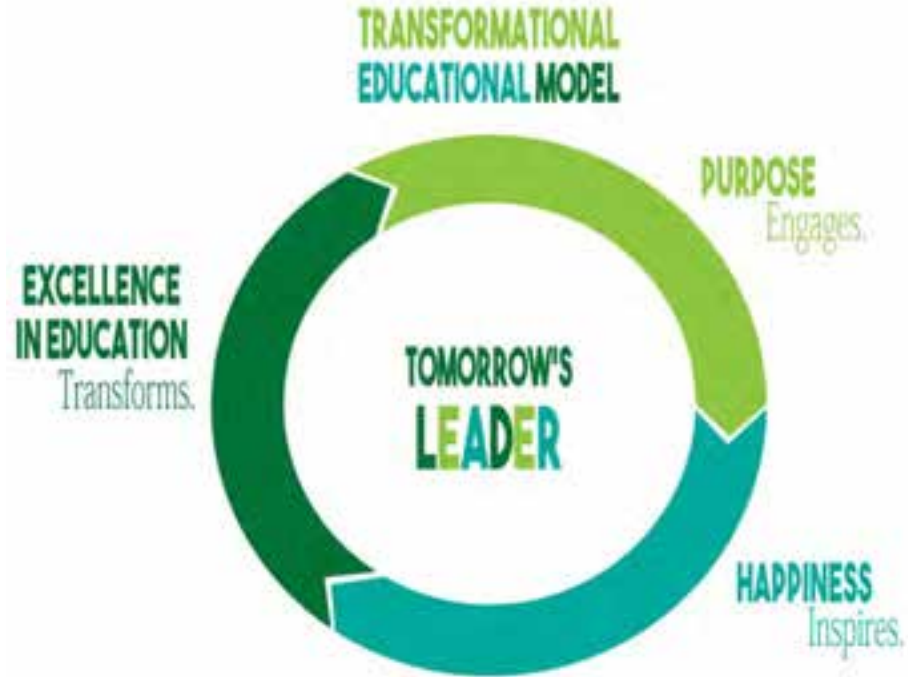 TRANSFORMATIONAL
EDUCATIONAL MODEL
PURPOSE
Engages.
EXCELLENCE
IN EDUCATION
Transforms.
TOMORROW'S
LEADER
HAPPINESS
Inspires.